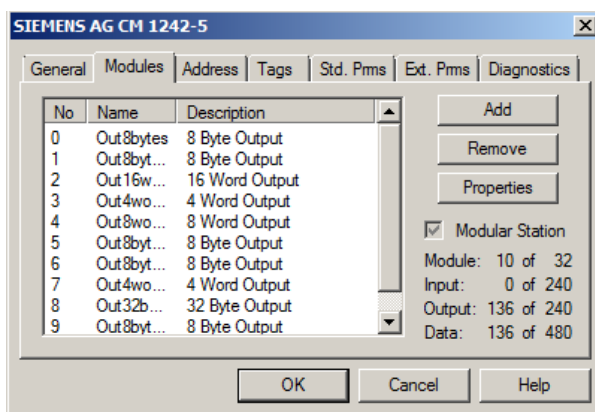 SIEMENS AG CM 1242-5
General Modules Address Tags Std. Prms Ext. Prms Diagnostics
No Name Description
0 Out8bytes 8 Byte Output
1 Out8byt... 8 Byte Output
2 Out16w... 16 Word Output
3 Out4wo... 4 Word Output
4 Out8wo... 8 Word Output
5 Out8byt... 8 Byte Output
6 Out8byt... 8 Byte Output
7 Out4wo... 4 Word Output
8 Out32b... 32 Byte Output
9 Out8byt... 8 Byte Output
Add
Remove
Properties
Modular Station
Module: 10 of 32
Input: 0 of 240
Output: 136 of 240
Data: 136 of 480
OK Cancel Help